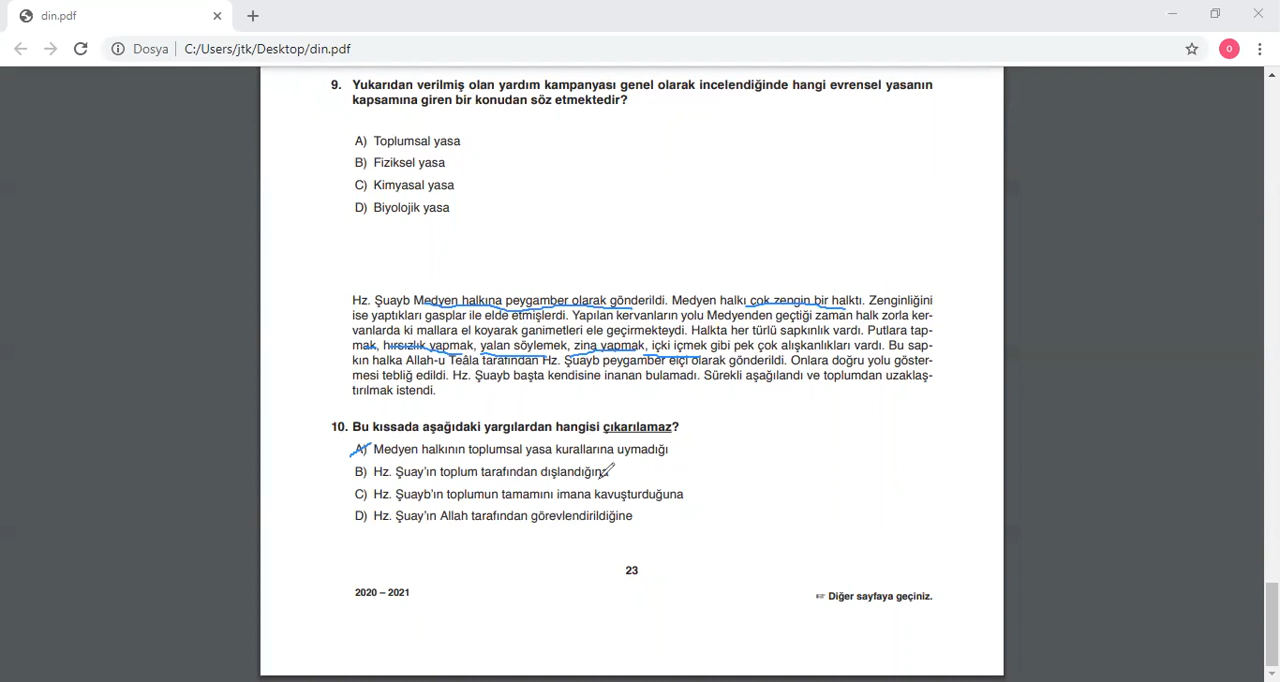 din.pdf
Dosya
C:/Users/jtk/Desktop/din.pdf
0
9. Yukarıdan verilmiş olan yardım kampanyası genel olarak incelendiğinde hangi evrensel yasanın
kapsamına giren bir konudan söz etmektedir?
A) Toplumsal yasa
B) Fiziksel yasa
C) Kimyasal yasa
D) Biyolojik yasa
Hz. Şuayb Medyen halkına peygamber olarak gönderildi. Medyen halkı çok zengin bir halktı. Zenginliğini
ise yaptıkları gasplar ile elde etmişlerdi. Yapılan kervanların yolu Medyenden geçtiği zaman halk zorla ker-
vanlarda ki mallara el koyarak ganimetleri ele geçirmekteydi. Halkta her türlü sapkınlık vardı. Putlara tap-
mak, hırsızlık yapmak, yalan söylemek, zina yapmak, içki içmek gibi pek çok alışkanlıkları vardı. Bu sap-
kın halka Allah-u Teâla tarafından Hz. Şuayb peygamber elçi olarak gönderildi. Onlara doğru yolu göster-
mesi tebliğ edildi. Hz. Şuayb başta kendisine inanan bulamadı. Sürekli aşağılandı ve toplumdan uzaklaş-
tırılmak istendi.
10. Bu kıssada aşağıdaki yargılardan hangisi çıkarılamaz?
A) Medyen halkının toplumsal yasa kurallarına uymadığı
B) Hz. Şuay'ın toplum tarafından dışlandığına
C) Hz. Şuayb'ın toplumun tamamını imana kavuşturduğuna
D) Hz. Şuay'ın Allah tarafından görevlendirildiğine
23
2020 – 2021
☞ Diğer sayfaya geçiniz.